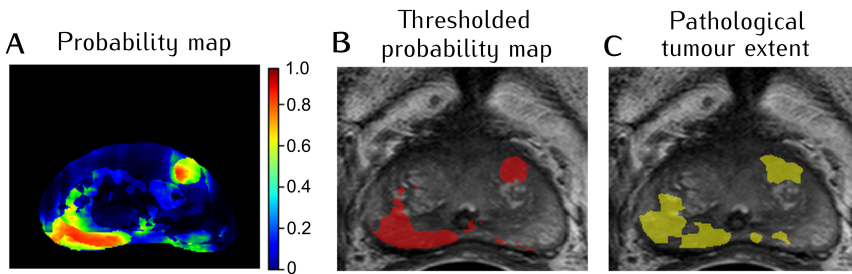 A
Probability map
1.0
0.8
0.6
0.4
0.2
0
B
Thresholded
probability map
C
Pathological
tumour extent